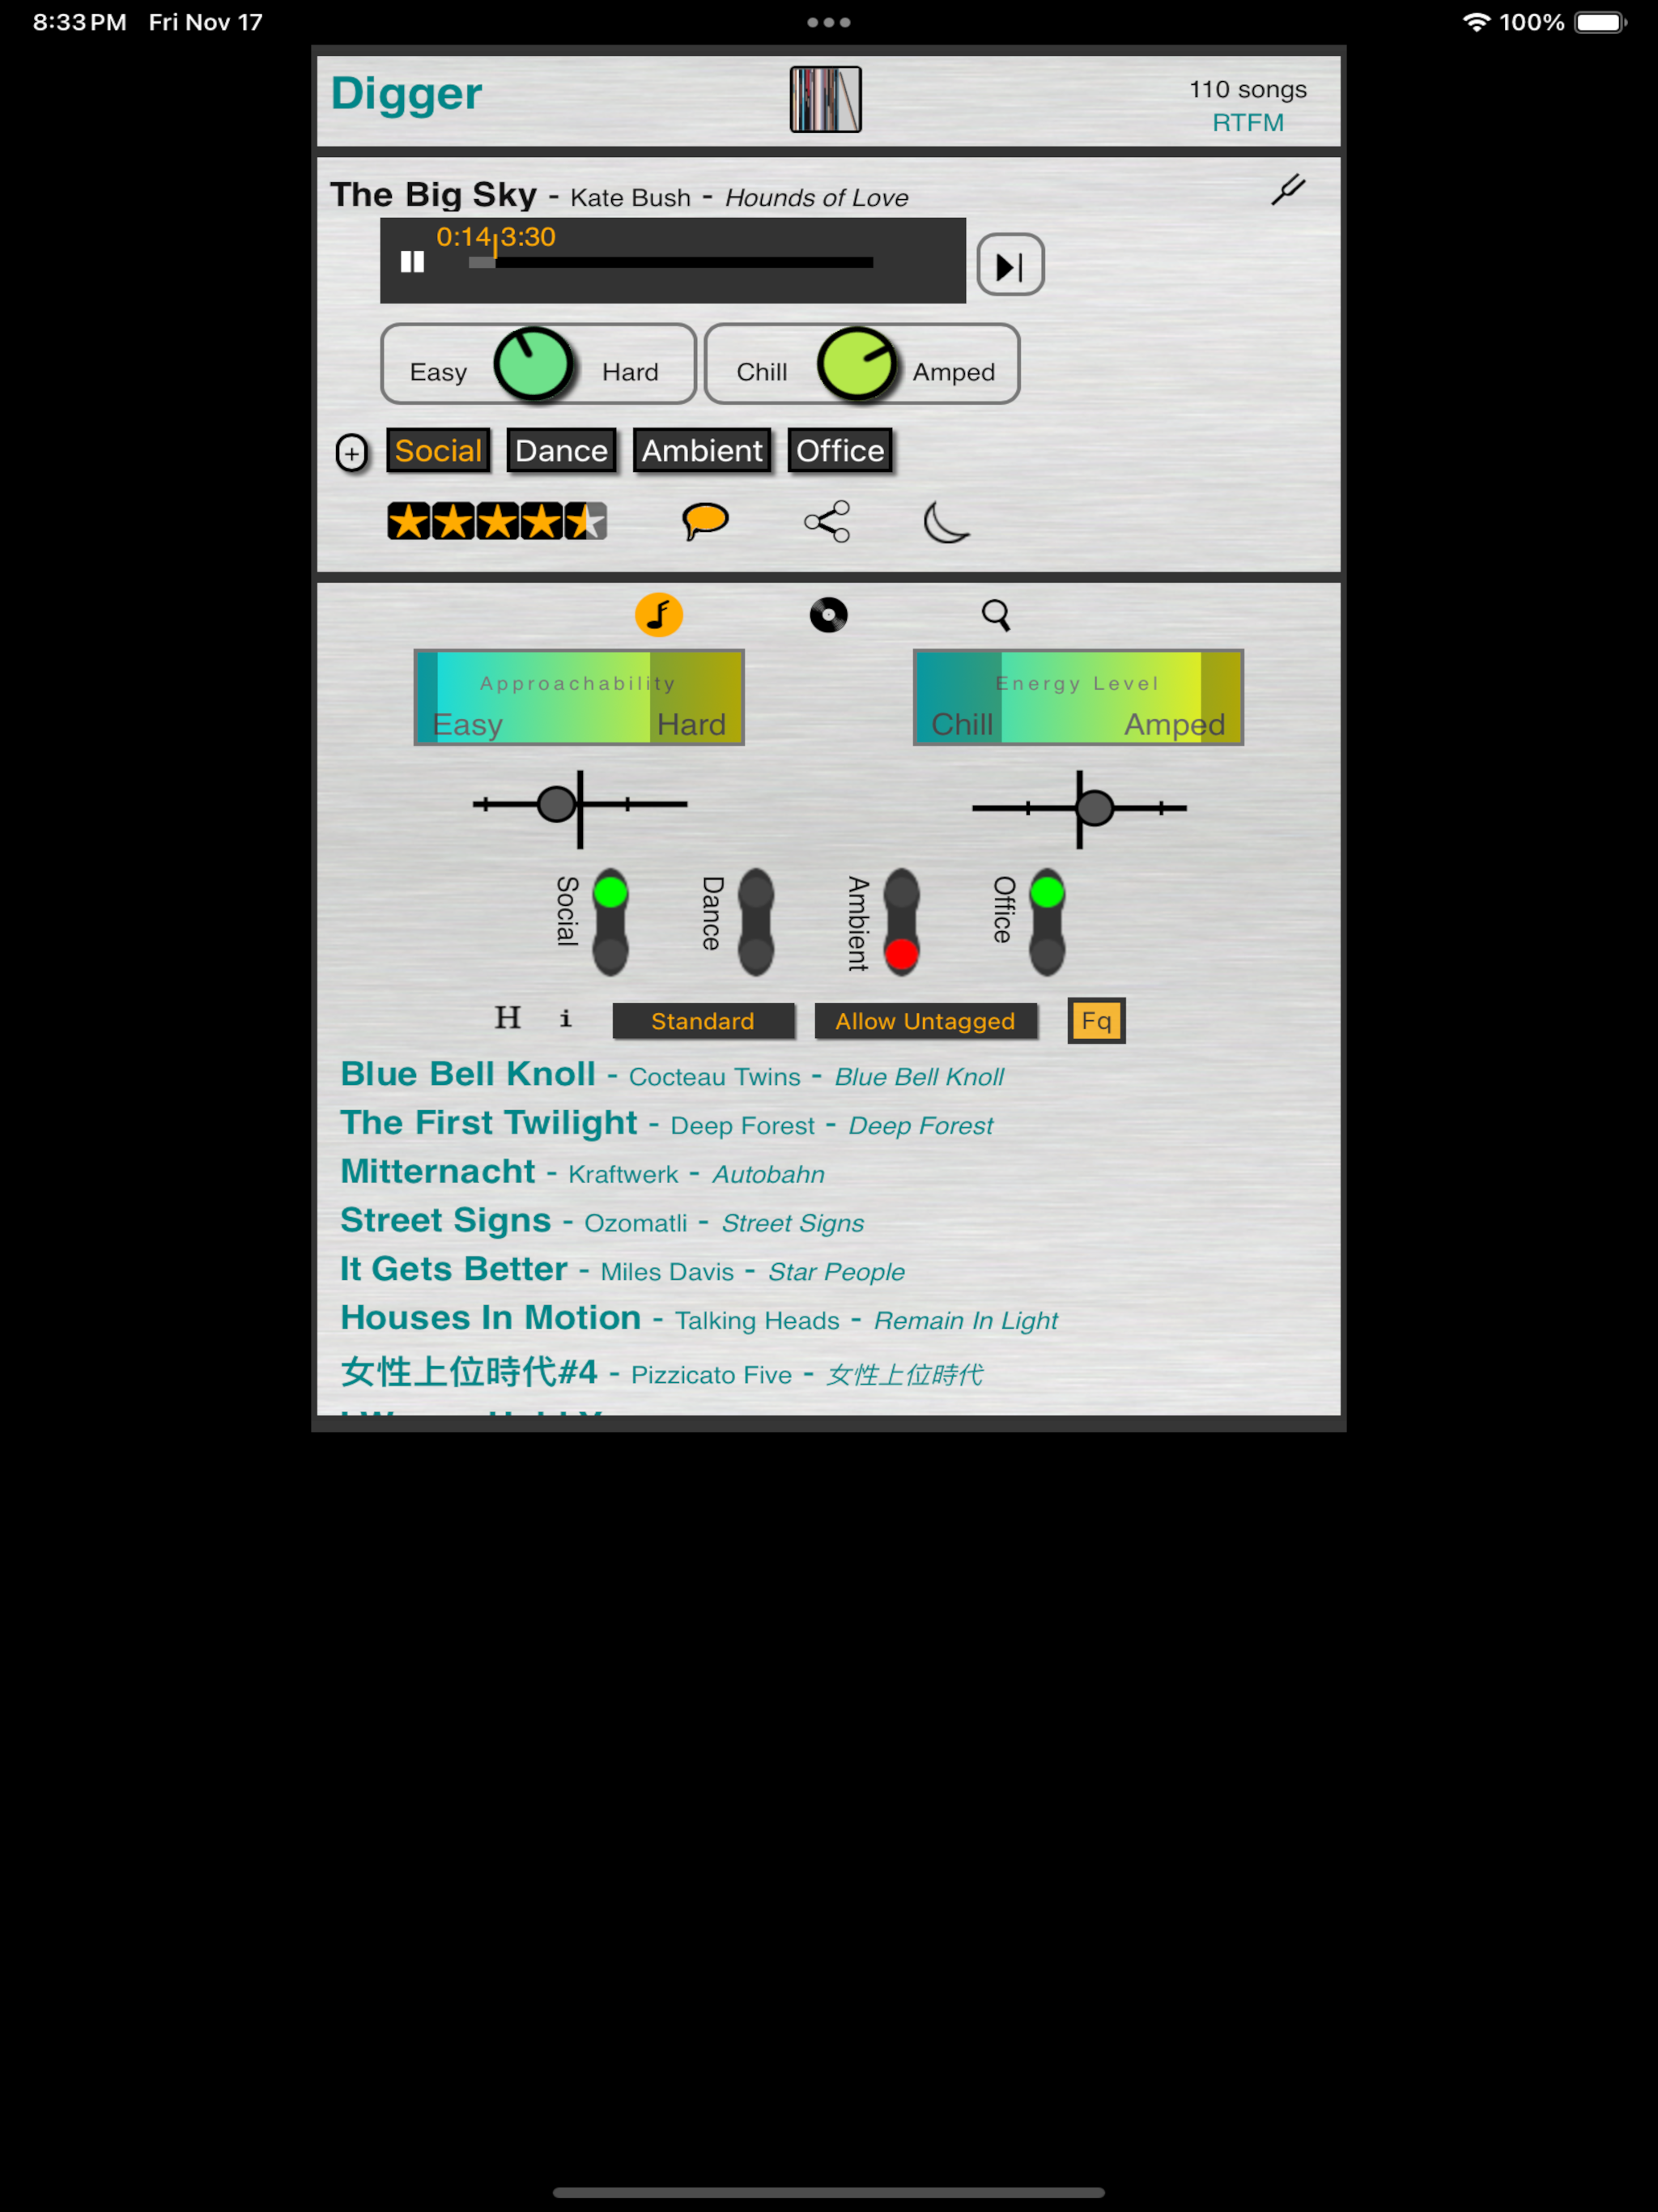 8:33 PM Fri Nov 17 100%
Digger
110 songs
RTFM
The Big Sky - Kate Bush - Hounds of Love
0:14 3:30
Easy Hard Chill Amped
Social Dance Ambient Office
Approachability Energy Level
Easy Hard Chill Amped
Social Dance Ambient Office
H i Standard Allow Untagged Fq
Blue Bell Knoll - Cocteau Twins - Blue Bell Knoll
The First Twilight - Deep Forest - Deep Forest
Mitternacht - Kraftwerk - Autobahn
Street Signs - Ozomatli - Street Signs
It Gets Better - Miles Davis - Star People
Houses In Motion - Talking Heads - Remain In Light
女性上位時代#4 - Pizzicato Five - 女性上位時代